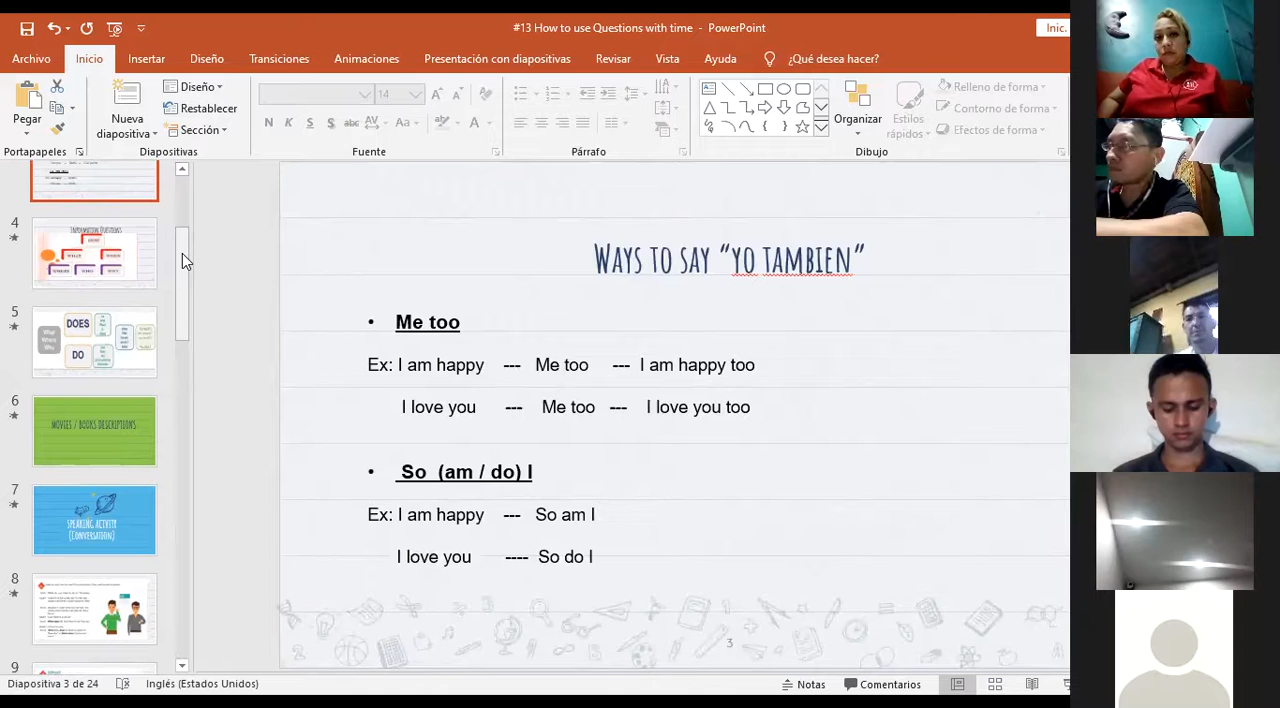 #13 How to use Questions with time - PowerPoint
Inic.
Archivo Inicio Insertar Diseño Transiciones Animaciones Presentación con diapositivas Revisar Vista Ayuda ¿Qué desea hacer?
Pegar
Nueva diapositiva
Diseño
Restablecer
Sección
14
N K S S abc AV Aa A
Organizar
Estilos rápidos
Relleno de forma
Contorno de forma
Efectos de forma
Portapapeles Diapositivas Fuente Párrafo Dibujo
4
INFORMATION QUESTIONS
5
DOES
DO
6
MOVIES / BOOKS DESCRIPTIONS
7
SPEAKING ACTIVITY
(CONVERSATION)
8
9
WAYS TO SAY “YO TAMBIEN”
• Me too
Ex: I am happy --- Me too --- I am happy too
I love you --- Me too --- I love you too
• So (am / do) I
Ex: I am happy --- So am I
I love you ---- So do I
3
Diapositiva 3 de 24 Inglés (Estados Unidos) Notas Comentarios